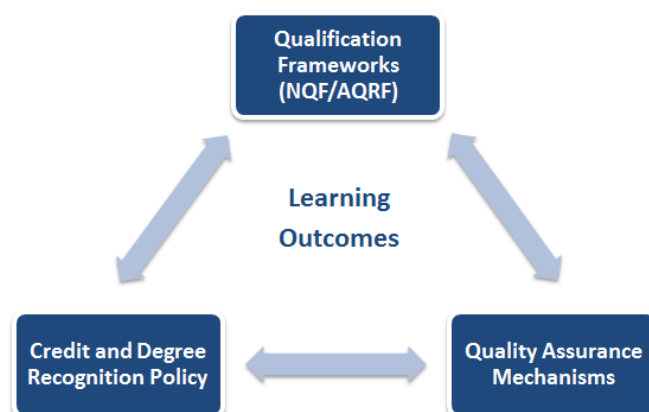 Qualification
Frameworks
(NQF/AQRF)
Learning
Outcomes
Credit and Degree
Recognition Policy
Quality Assurance
Mechanisms